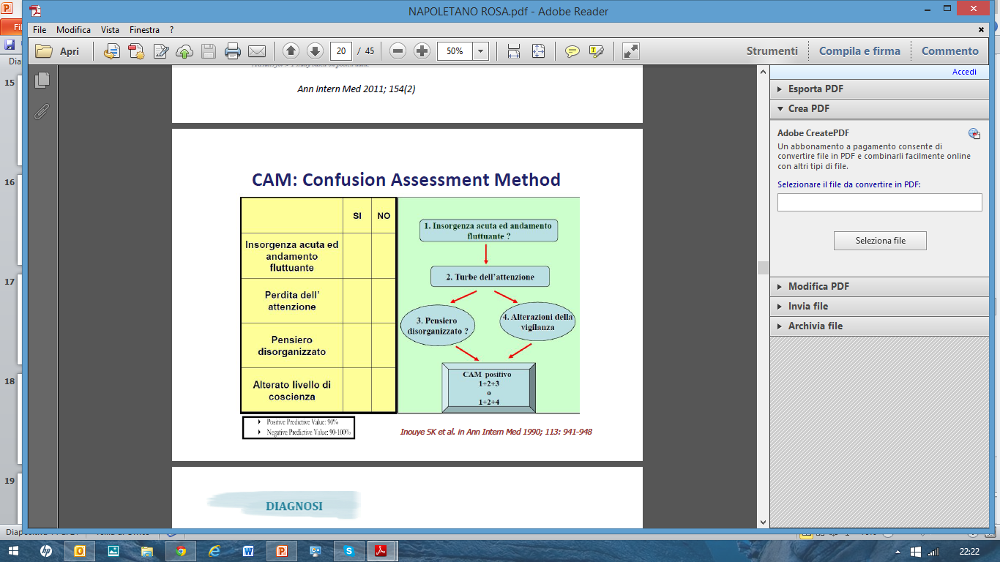 NAPOLETANO ROSA.pdf - Adobe Reader
File Modifica Vista Finestra ?
Apri 20 / 45 50% Strumenti Compila e firma Commento
15
16
17
18
19
Ann Intern Med 2011; 154(2)
CAM: Confusion Assessment Method
SI NO
Insorgenza acuta ed
andamento
fluttuante
Perdita dell'
attenzione
Pensiero
disorganizzato
Alterato livello di
coscienza
1. Insorgenza acuta ed andamento
fluttuante ?
2. Turbe dell'attenzione
3. Pensiero
disorganizzato ?
4. Alterazioni della
vigilanza
CAM positivo
1+2+3
o
1+2+4
Positive Predictive Value: 90%
Negative Predictive Value: 90-100%
Inouye SK et al. in Ann Intern Med 1990; 113: 941-948
DIAGNOSI
Accedi
Esporta PDF
Crea PDF
Adobe CreatePDF
Un abbonamento a pagamento consente di
convertire file in PDF e combinarli facilmente online
con altri tipi di file.
Selezionare il file da convertire in PDF:
Seleziona file
Modifica PDF
Invia file
Archivia file
22:22